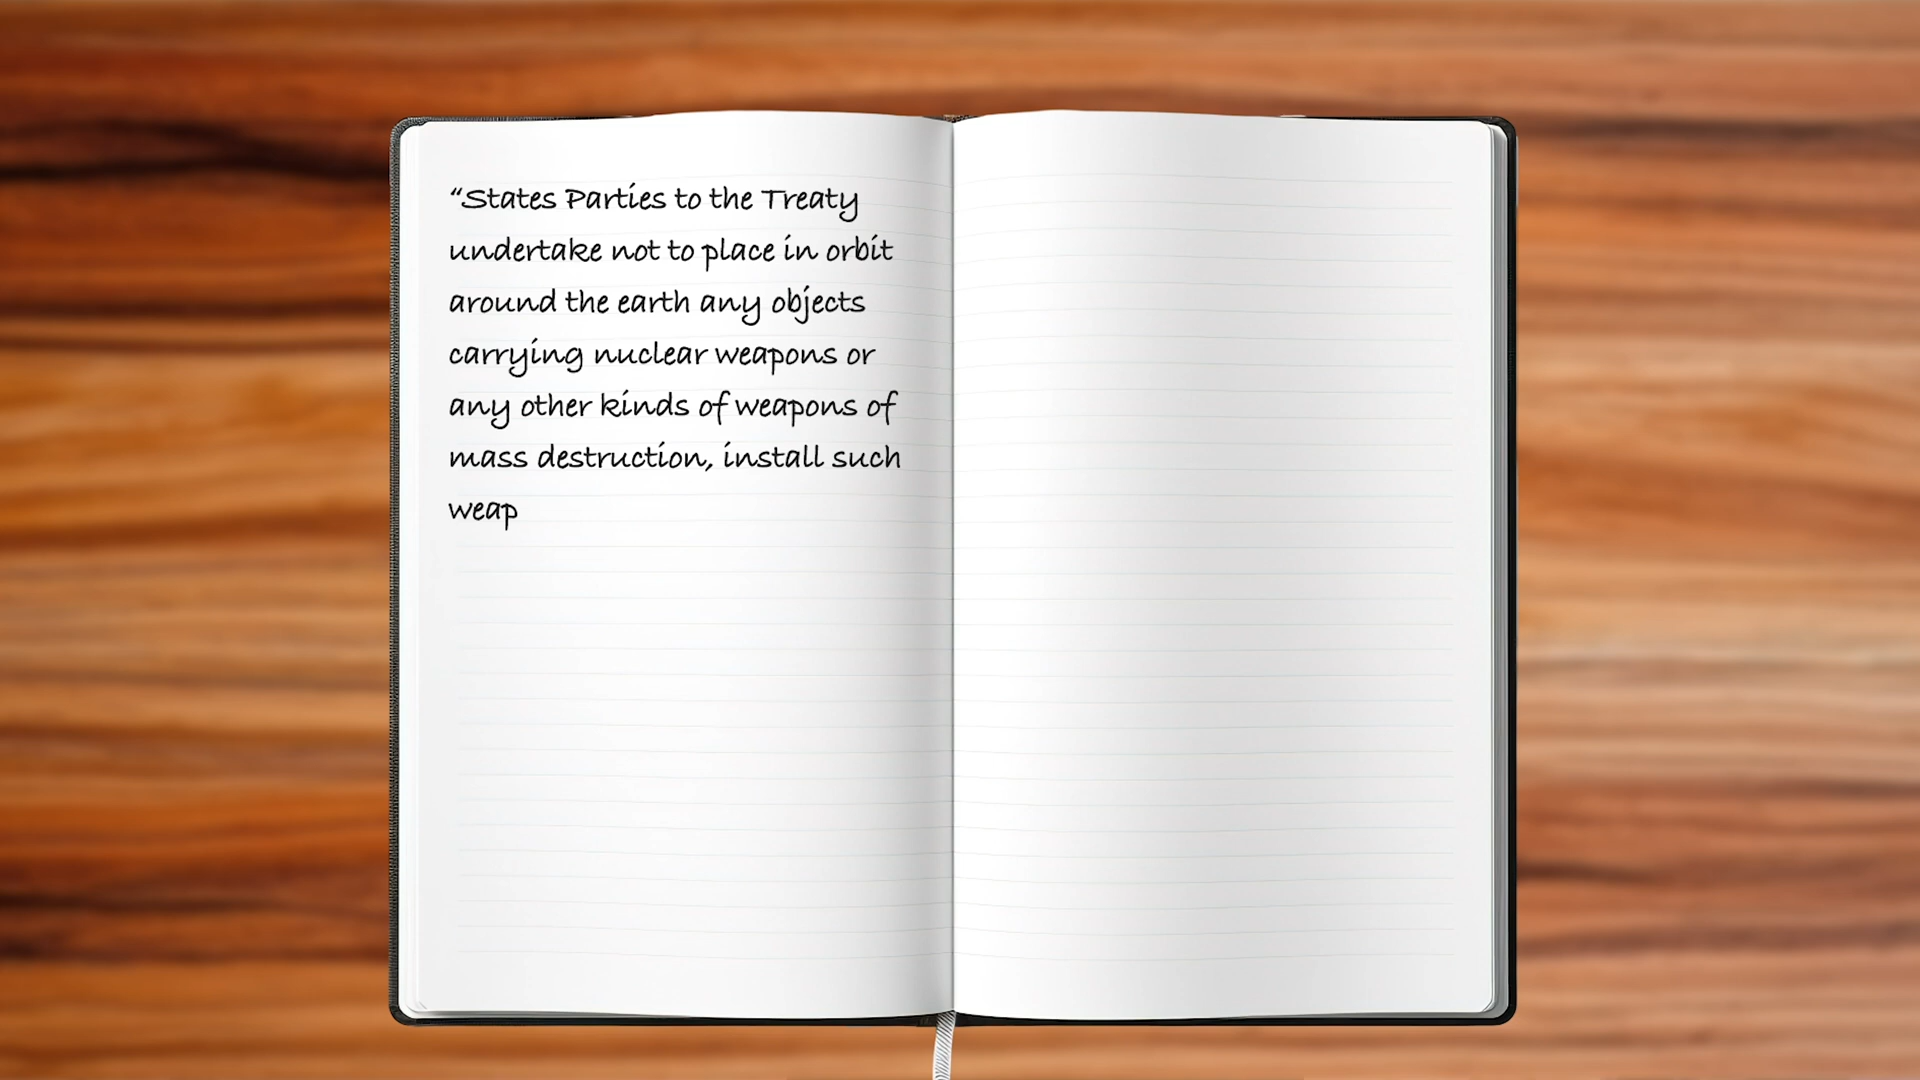 “States Parties to the Treaty
undertake not to place in orbit
around the earth any objects
carrying nuclear weapons or
any other kinds of weapons of
mass destruction, install such
weap